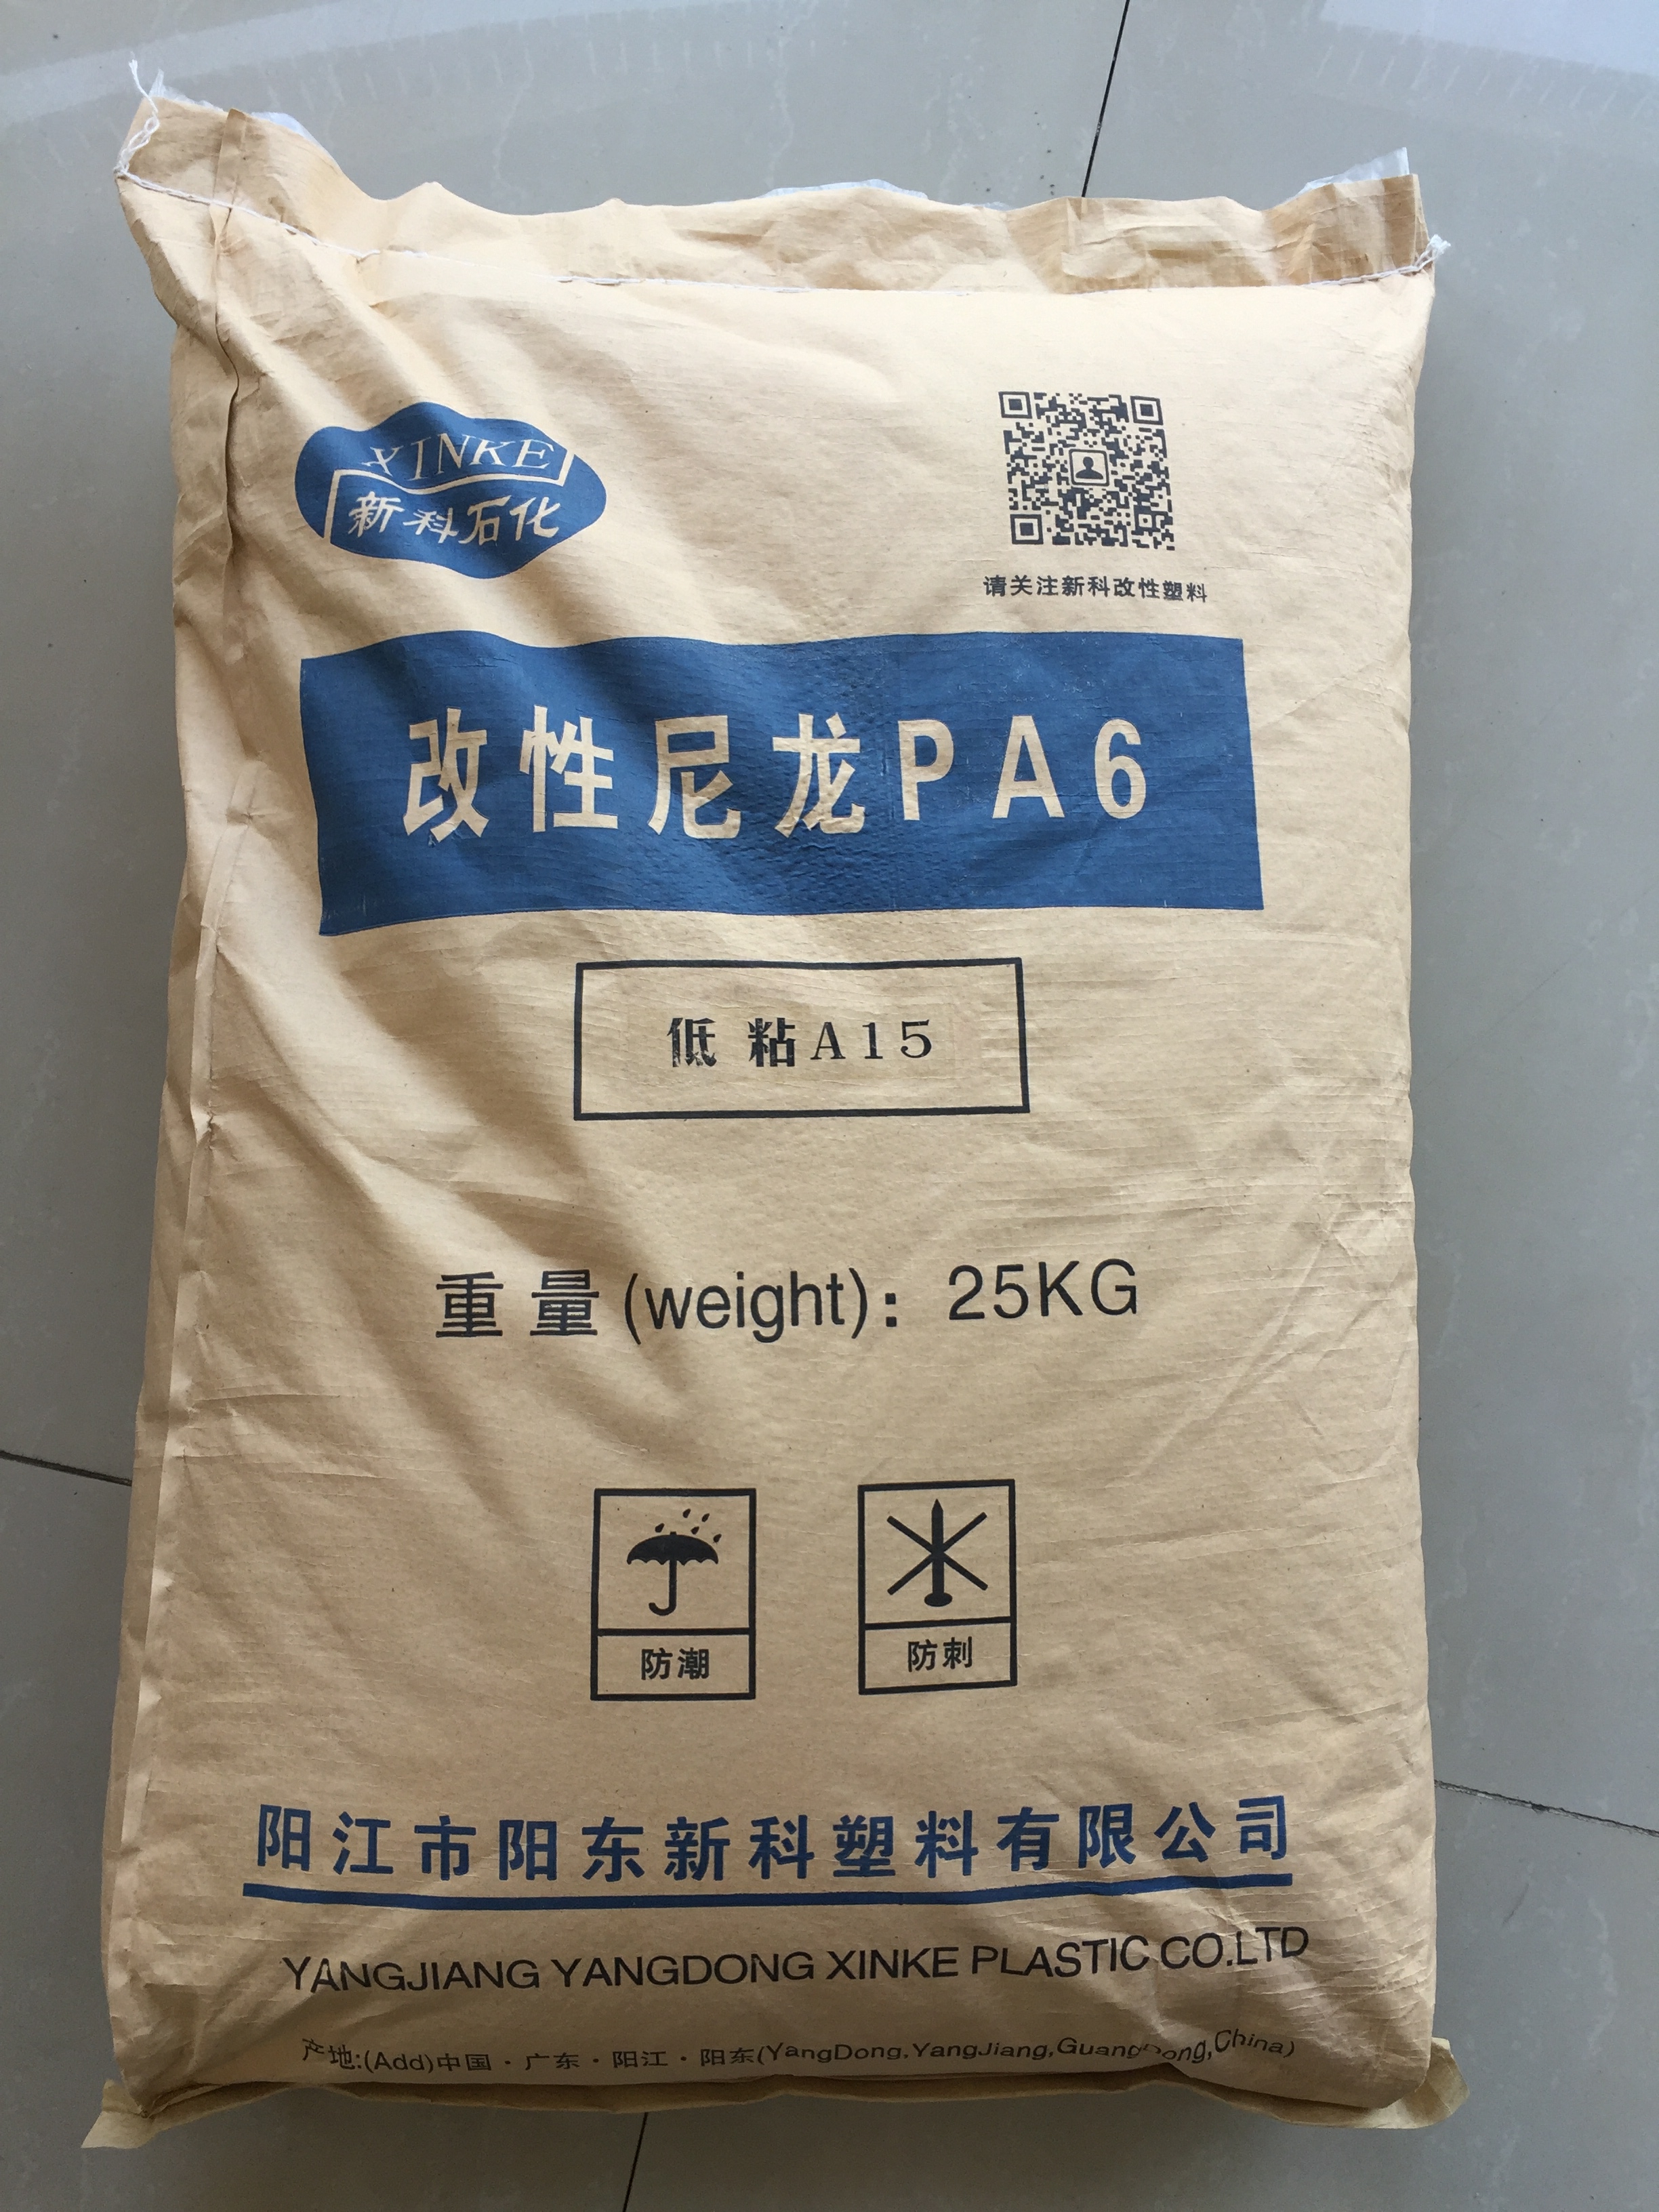 XINKE
新科石化
请关注新科改性塑料
改性尼龙PA6
低 粘A15
重量(weight): 25KG
防潮
防刺
阳江市阳东新科塑料有限公司
YANGJIANG YANGDONG XINKE PLASTIC CO.LTD
产地:(Add)中国·广东·阳江·阳东(YangDong,YangJiang,GuangDong,China)